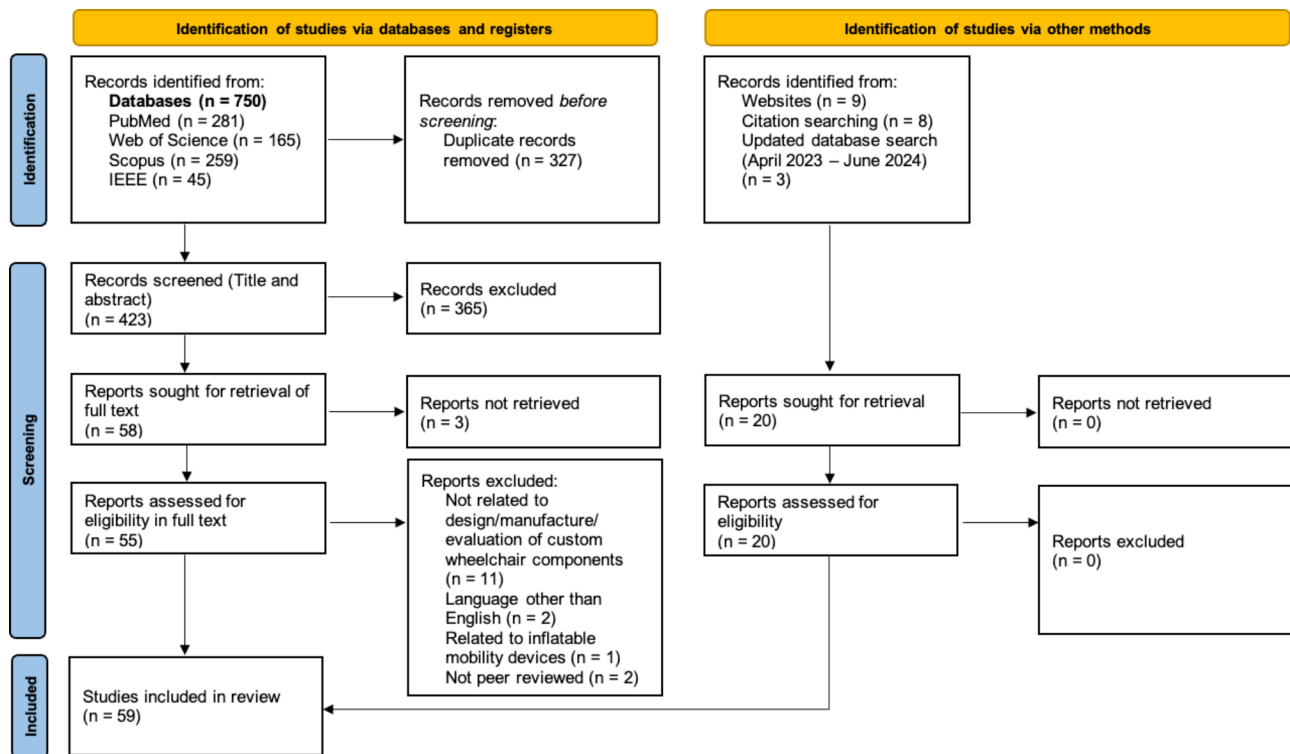 Identification of studies via databases and registers
Identification of studies via other methods
Identification
Records identified from:
Databases (n = 750)
PubMed (n = 281)
Web of Science (n = 165)
Scopus (n = 259)
IEEE (n = 45)
Records removed before
screening:
Duplicate records
removed (n = 327)
Records identified from:
Websites (n = 9)
Citation searching (n = 8)
Updated database search
(April 2023 – June 2024)
(n = 3)
Screening
Records screened (Title and
abstract)
(n = 423)
Records excluded
(n = 365)
Reports sought for retrieval of
full text
(n = 58)
Reports not retrieved
(n = 3)
Reports sought for retrieval
(n = 20)
Reports not retrieved
(n = 0)
Reports assessed for
eligibility in full text
(n = 55)
Reports excluded:
Not related to
design/manufacture/
evaluation of custom
wheelchair components
(n = 11)
Language other than
English (n = 2)
Related to inflatable
mobility devices (n = 1)
Not peer reviewed (n = 2)
Reports assessed for
eligibility
(n = 20)
Reports excluded
(n = 0)
Included
Studies included in review
(n = 59)